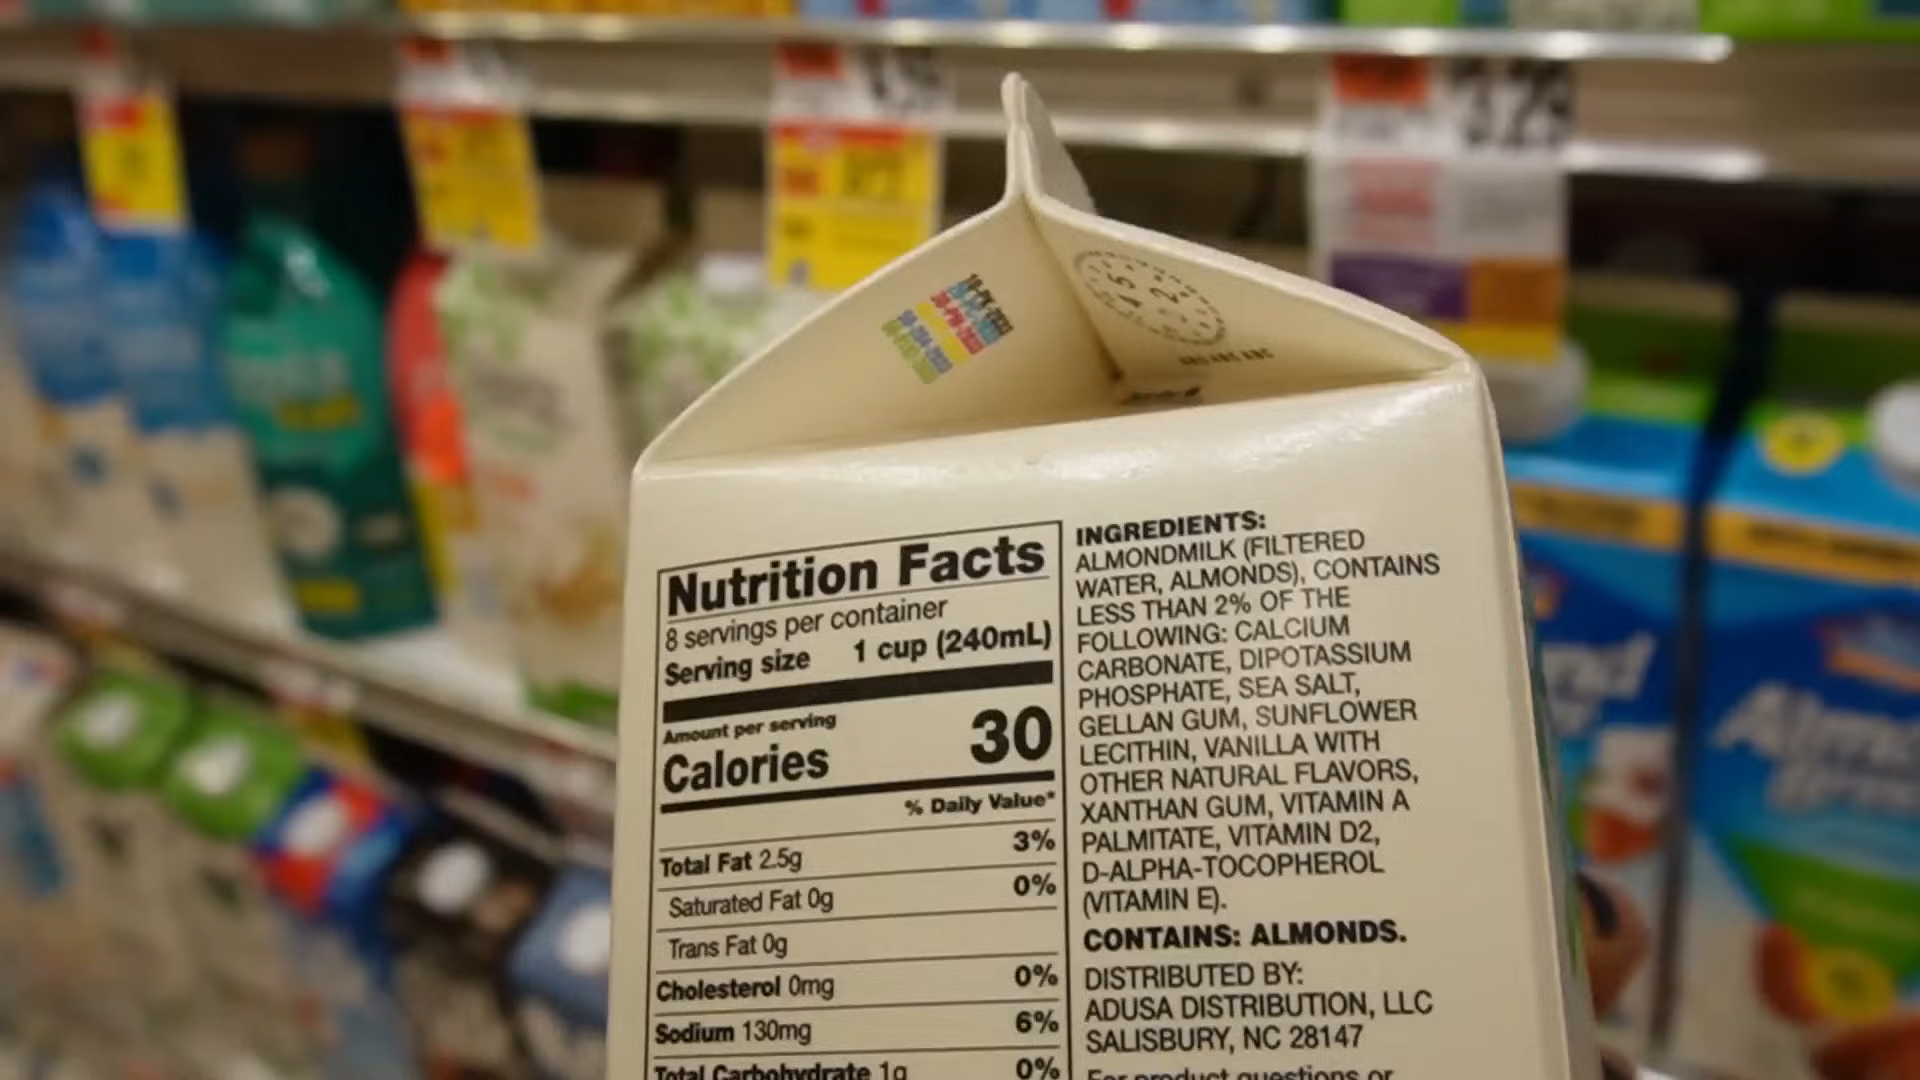 3.29
Nutrition Facts
8 servings per container
Serving size 1 cup (240mL)
Amount per serving
Calories 30
% Daily Value*
Total Fat 2.5g 3%
Saturated Fat 0g 0%
Trans Fat 0g
Cholesterol 0mg 0%
Sodium 130mg 6%
Total Carbohydrate 1g 0%
INGREDIENTS:
ALMONDMILK (FILTERED
WATER, ALMONDS), CONTAINS
LESS THAN 2% OF THE
FOLLOWING: CALCIUM
CARBONATE, DIPOTASSIUM
PHOSPHATE, SEA SALT,
GELLAN GUM, SUNFLOWER
LECITHIN, VANILLA WITH
OTHER NATURAL FLAVORS,
XANTHAN GUM, VITAMIN A
PALMITATE, VITAMIN D2,
D-ALPHA-TOCOPHEROL
(VITAMIN E).
CONTAINS: ALMONDS.
DISTRIBUTED BY:
ADUSA DISTRIBUTION, LLC
SALISBURY, NC 28147
For product questions or